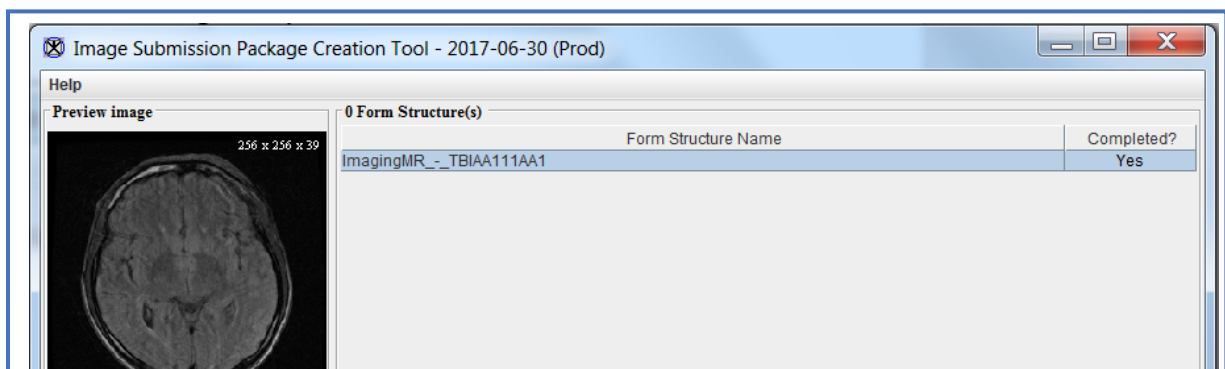 Image Submission Package Creation Tool - 2017-06-30 (Prod)
Help
Preview image
256 x 256 x 39
0 Form Structure(s)
Form Structure Name Completed?
ImagingMR_-_TBIAA111AA1 Yes